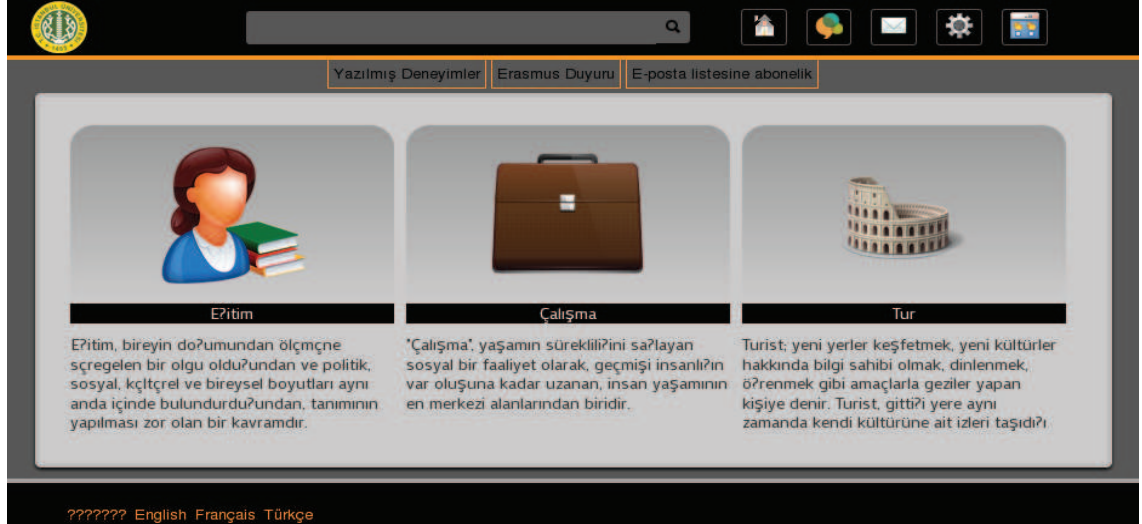 Yazılmış Deneyimler
Erasmus Duyuru
E-posta listesine abonelik
E?itim
E?itim, bireyin do?umundan ölçmçne
sçregelen bir olgu oldu?undan ve politik,
sosyal, kçltçrel ve bireysel boyutları aynı
anda içinde bulundurdu?undan, tanımının
yapılması zor olan bir kavramdır.
Çalışma
"Çalışma", yaşamın süreklili?ini sa?layan
sosyal bir faaliyet olarak, geçmişi insanlı?ın
var oluşuna kadar uzanan, insan yaşamının
en merkezi alanlarından biridir.
Tur
Turist; yeni yerler keşfetmek, yeni kültürler
hakkında bilgi sahibi olmak, dinlenmek,
ö?renmek gibi amaçlarla geziler yapan
kişiye denir. Turist, gitti?i yere aynı
zamanda kendi kültürüne ait izleri taşıdı?ı
??????? English Français Türkçe